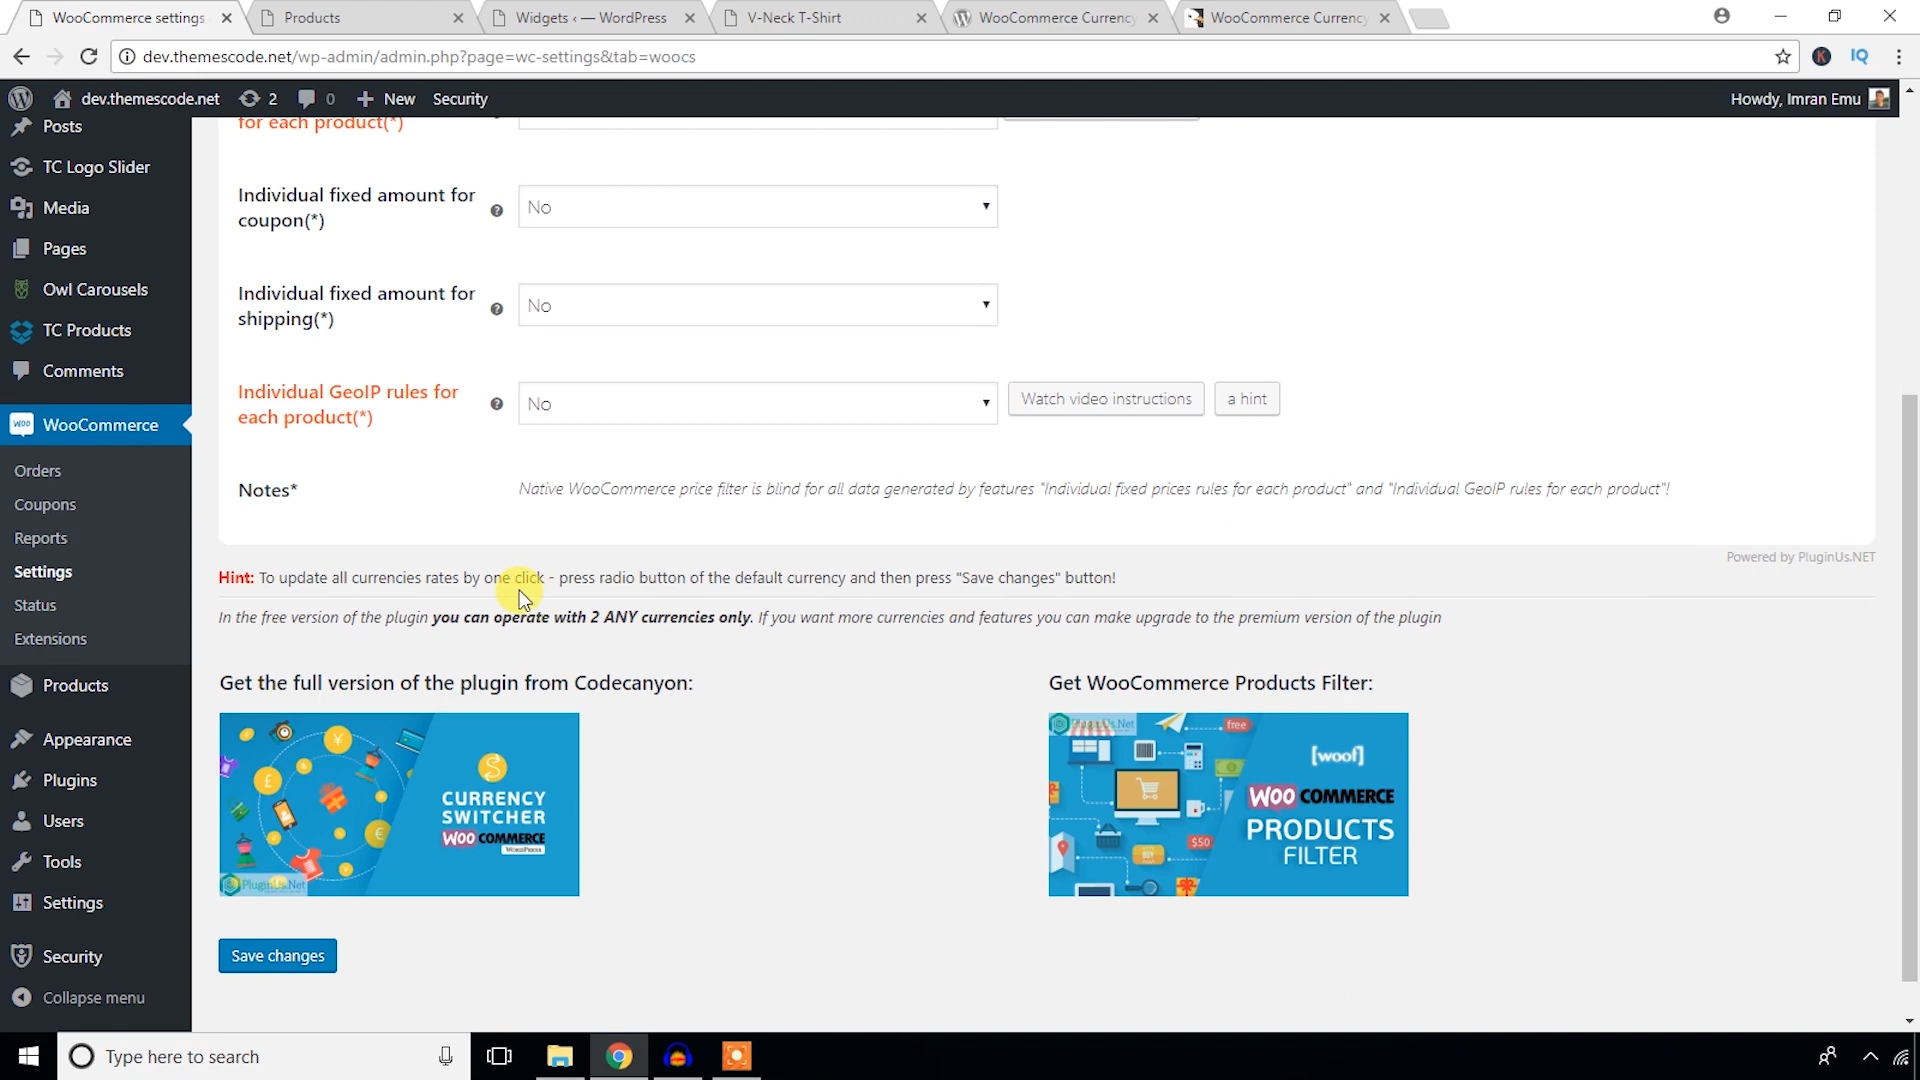 WooCommerce settings
Products
Widgets ‹ — WordPress
V-Neck T-Shirt
WooCommerce Currency
WooCommerce Currency
dev.themescode.net/wp-admin/admin.php?page=wc-settings&tab=woocs
IQ
dev.themescode.net
2
0
New
Security
Howdy, Imran Emu
Posts
TC Logo Slider
Media
Pages
Owl Carousels
TC Products
Comments
WooCommerce
Orders
Coupons
Reports
Settings
Status
Extensions
Products
Appearance
Plugins
Users
Tools
Settings
Security
Collapse menu
for each product(*)
Individual fixed amount for
coupon(*)
No
Individual fixed amount for
shipping(*)
No
Individual GeoIP rules for
each product(*)
No
Watch video instructions
a hint
Notes*
Native WooCommerce price filter is blind for all data generated by features "Individual fixed prices rules for each product" and "Individual GeoIP rules for each product"!
Powered by PluginUs.NET
Hint: To update all currencies rates by one click - press radio button of the default currency and then press "Save changes" button!
In the free version of the plugin you can operate with 2 ANY currencies only. If you want more currencies and features you can make upgrade to the premium version of the plugin
Get the full version of the plugin from Codecanyon:
CURRENCY
SWITCHER
WOO COMMERCE
WORDPRESS
PluginUs.Net
Get WooCommerce Products Filter:
PluginUs.Net
free
[woof]
WOO COMMERCE
PRODUCTS
FILTER
$50
Save changes
Type here to search